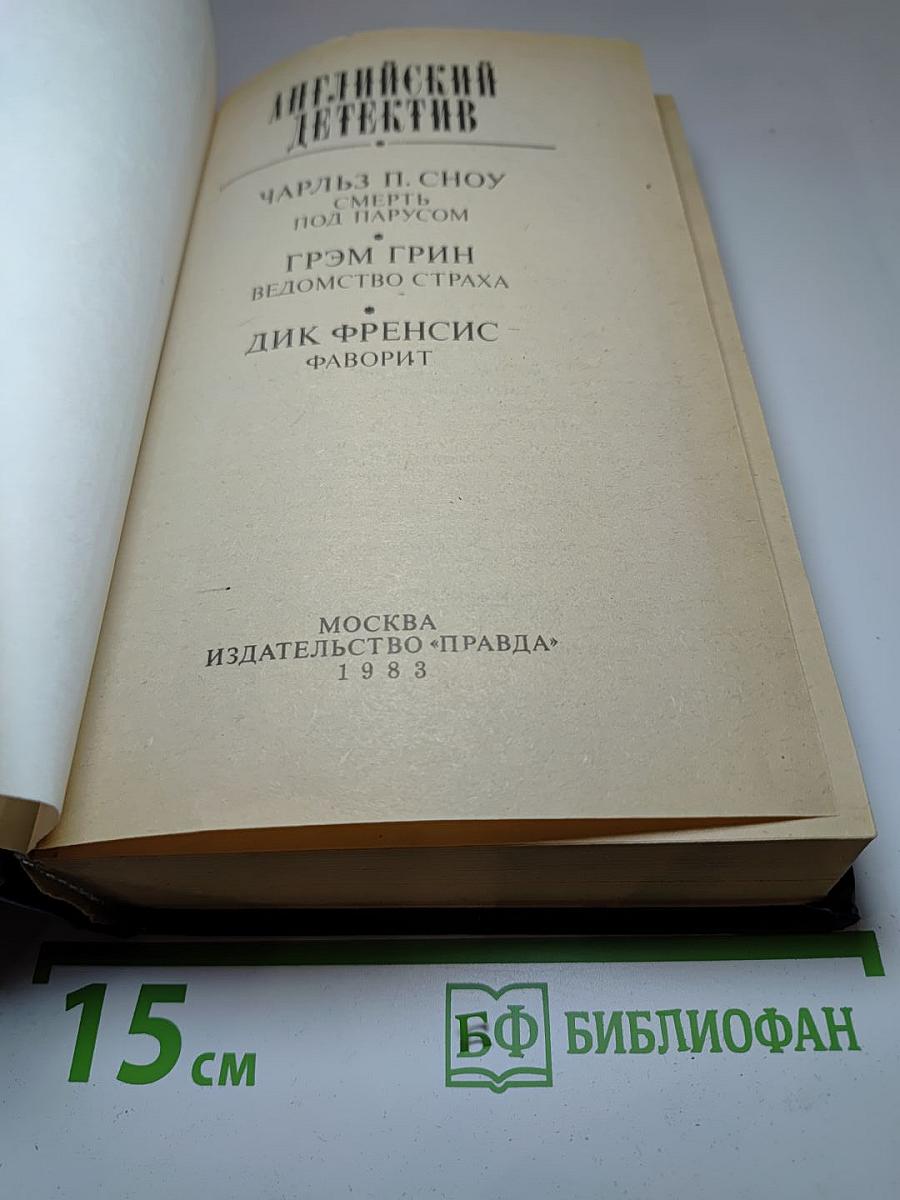 АНГЛИЙСКИЙ
ДЕТЕКТИВ
ЧАРЛЬЗ П. СНОУ
СМЕРТЬ
ПОД ПАРУСОМ
ГРЭМ ГРИН
ВЕДОМСТВО СТРАХА
ДИК ФРЕНСИС
ФАВОРИТ
МОСКВА
ИЗДАТЕЛЬСТВО «ПРАВДА»
1983
15 см
БФ БИБЛИОФАН